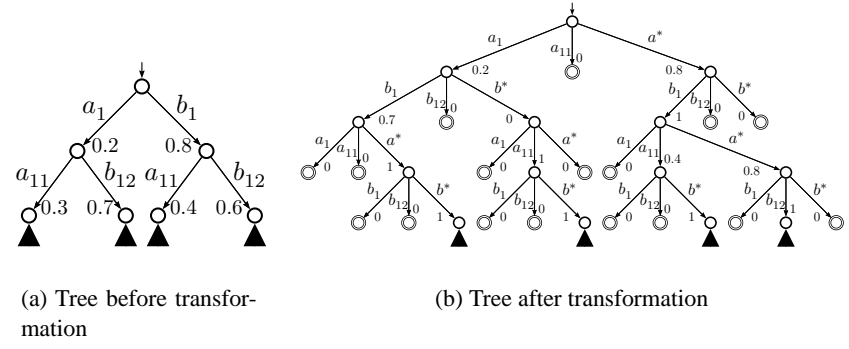 a₁ b₁
0.2 0.8
a₁₁ b₁₂ a₁₁ b₁₂
0.3 0.7 0.4 0.6
(a) Tree before transfor-
mation
a₁ a₁₁ a*
0.2 0 0.8
b₁ b₁₂ b* b₁ b₁₂ b*
0.7 0 0 1 0 0
a₁ a₁₁ a* a₁ a₁₁ a* a₁ a₁₁ a*
0 0 1 0 1 0 0 0.4 0.8
b₁ b₁₂ b* b₁ b₁₂ b* b₁ b₁₂ b* b₁ b₁₂ b*
0 0 1 0 0 1 0 0 1 0 1 0
(b) Tree after transformation